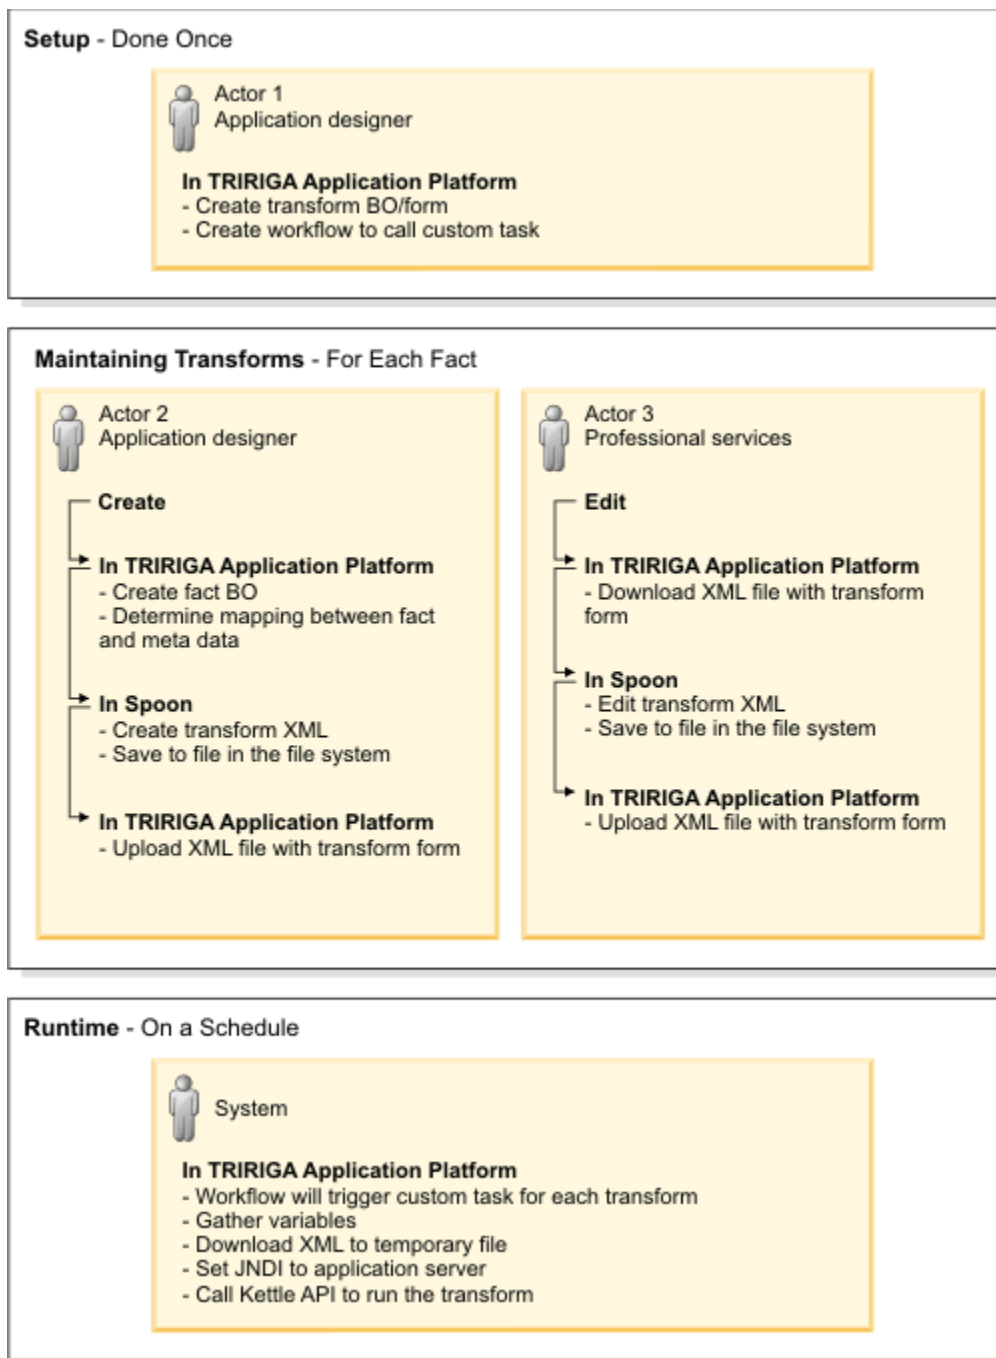 Setup - Done Once
Actor 1
Application designer
In TRIRIGA Application Platform
- Create transform BO/form
- Create workflow to call custom task
Maintaining Transforms - For Each Fact
Actor 2
Application designer
Create
In TRIRIGA Application Platform
- Create fact BO
- Determine mapping between fact
and meta data
In Spoon
- Create transform XML
- Save to file in the file system
In TRIRIGA Application Platform
- Upload XML file with transform form
Actor 3
Professional services
Edit
In TRIRIGA Application Platform
- Download XML file with transform
form
In Spoon
- Edit transform XML
- Save to file in the file system
In TRIRIGA Application Platform
- Upload XML file with transform form
Runtime - On a Schedule
System
In TRIRIGA Application Platform
- Workflow will trigger custom task for each transform
- Gather variables
- Download XML to temporary file
- Set JNDI to application server
- Call Kettle API to run the transform